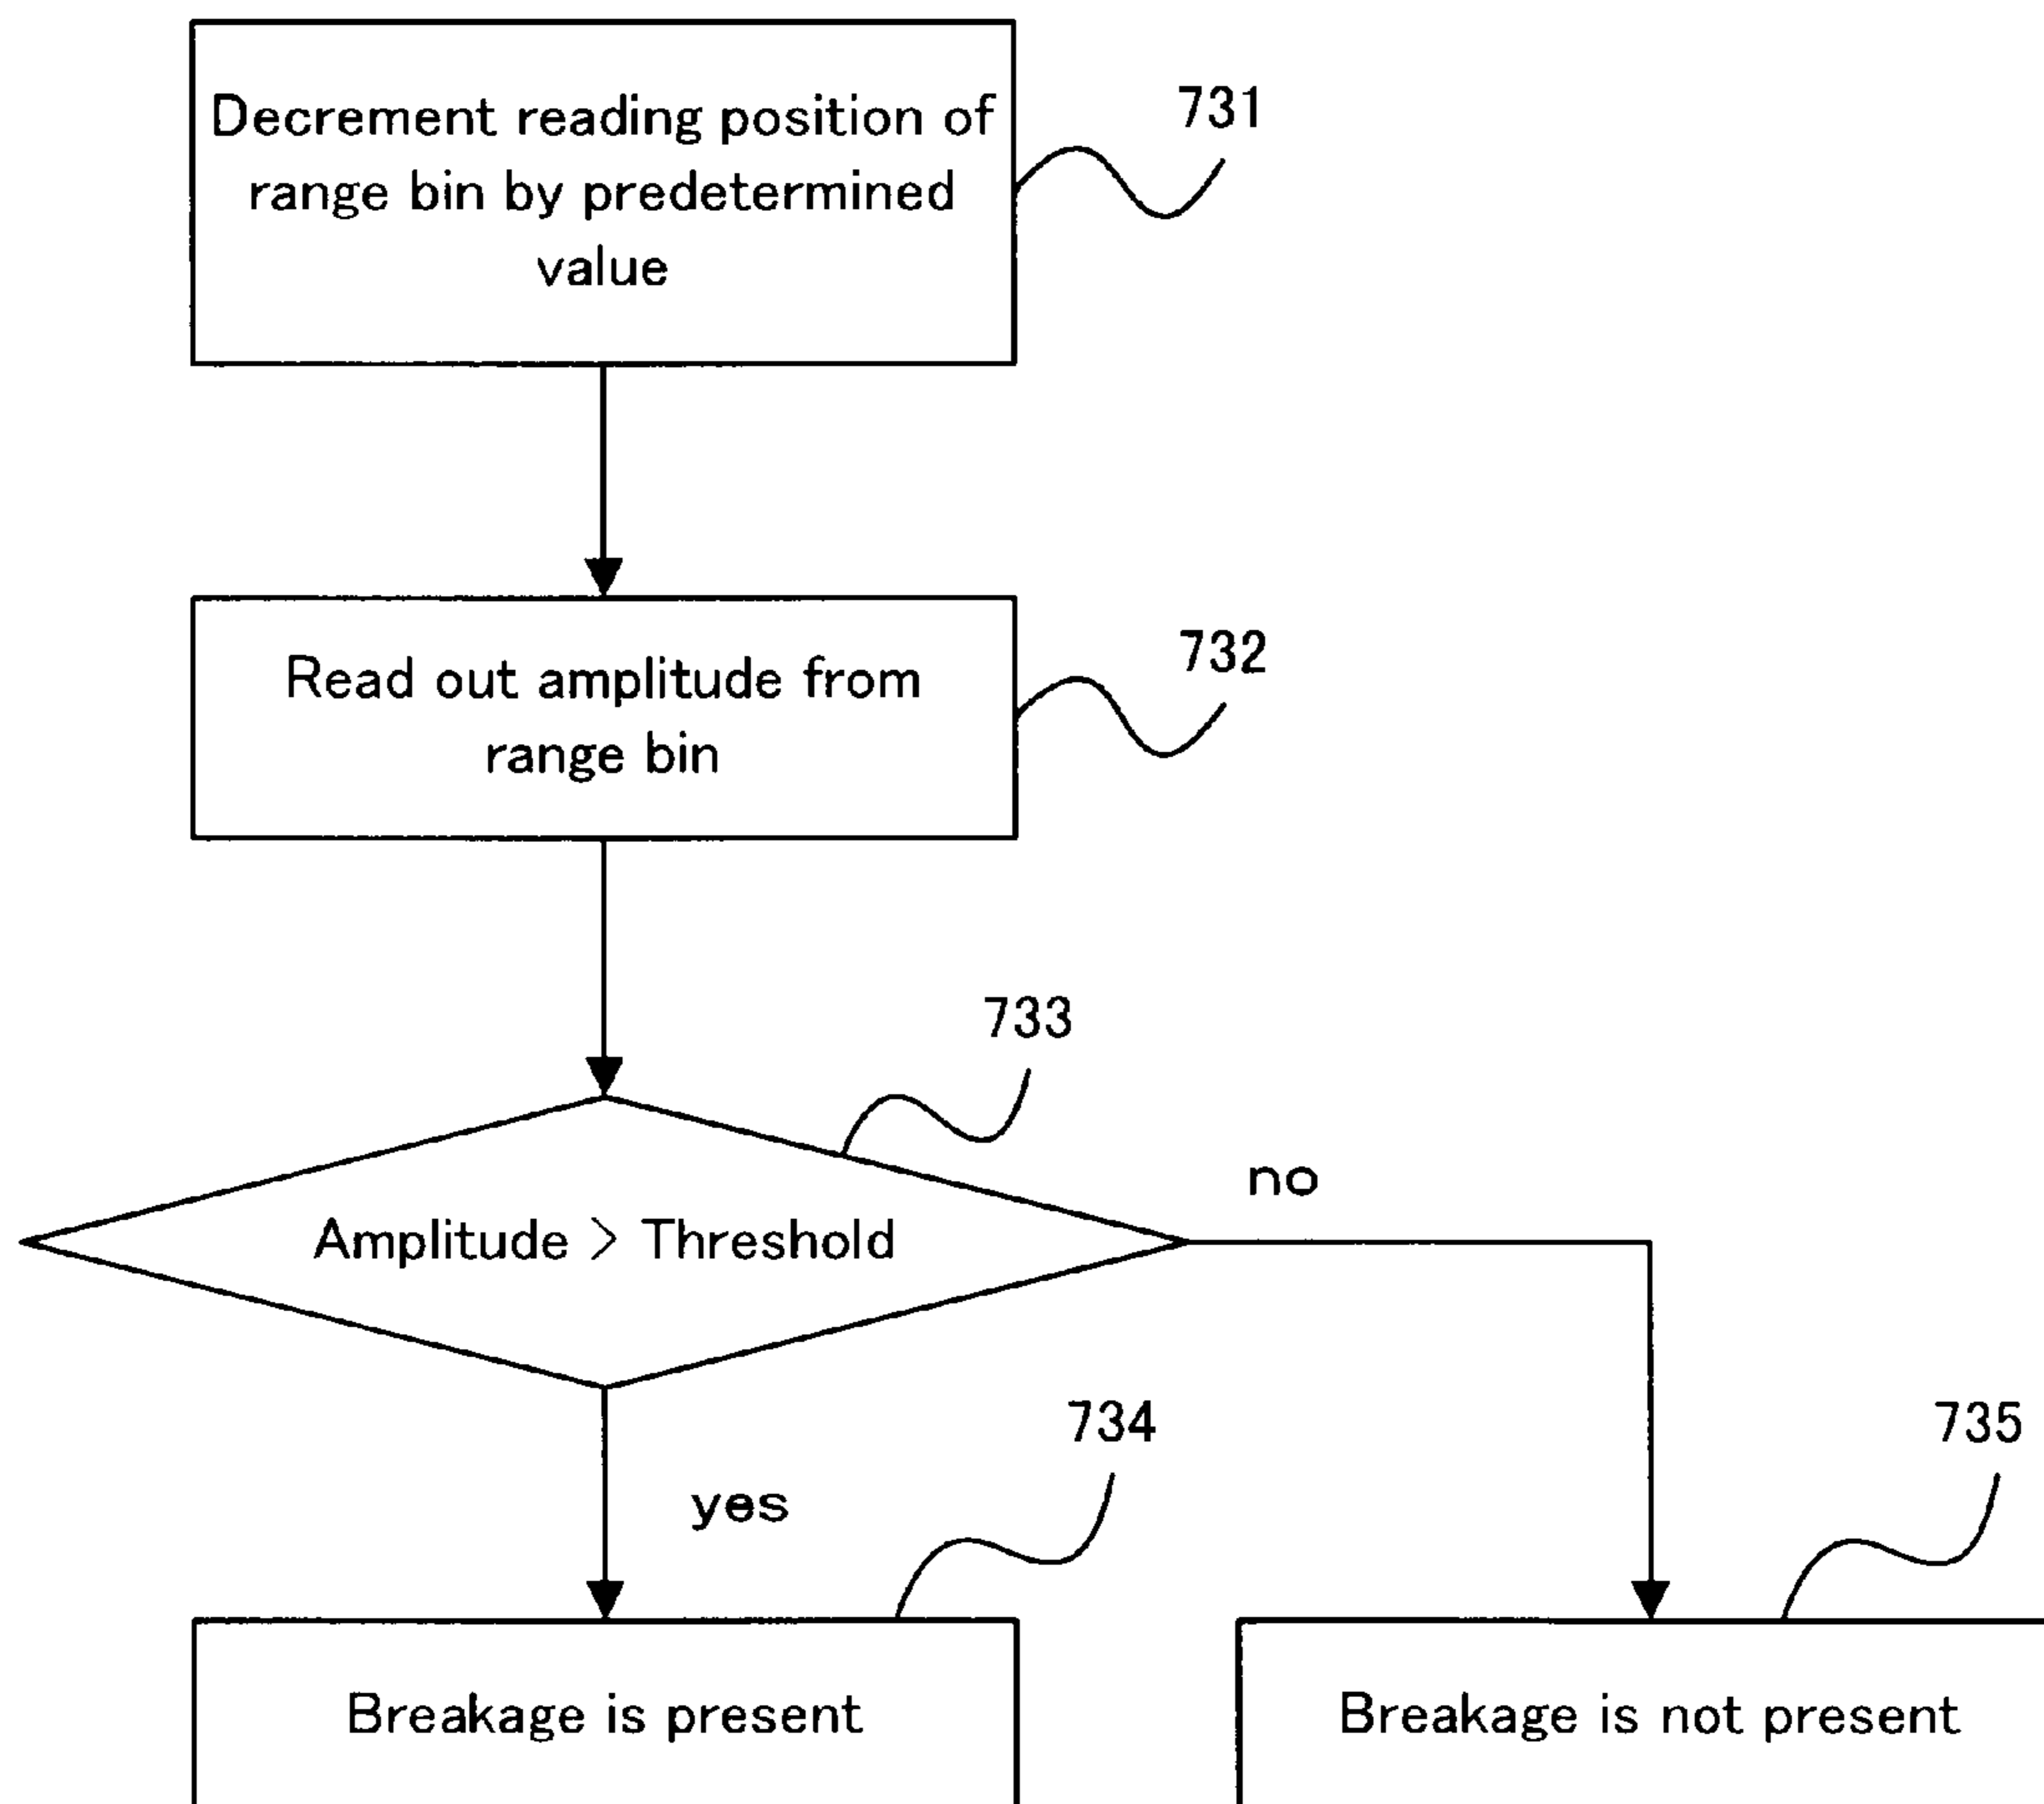 Decrement reading position of
range bin by predetermined
value
731
Read out amplitude from
range bin
732
733
Amplitude > Threshold
no
yes
734
735
Breakage is present
Breakage is not present